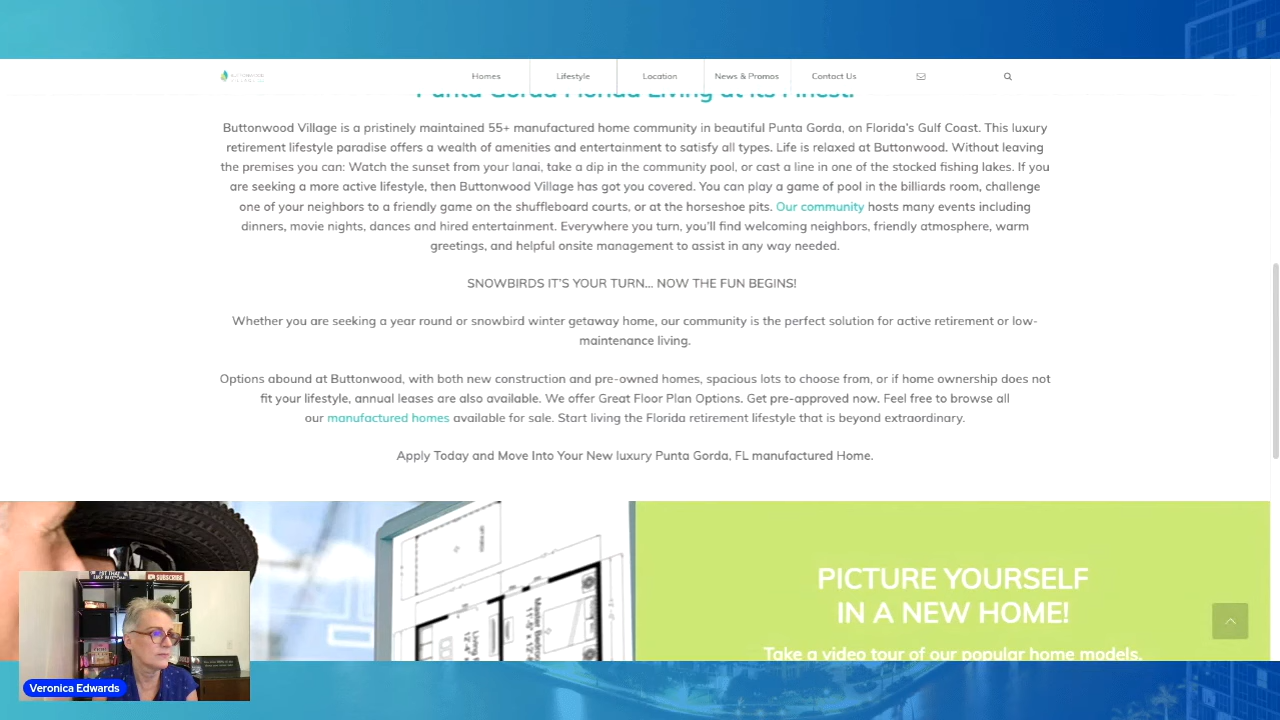 Homes
Lifestyle
Location
News & Promos
Contact Us
Punta Gorda Florida Living at its Finest!
Buttonwood Village is a pristinely maintained 55+ manufactured home community in beautiful Punta Gorda, on Florida's Gulf Coast. This luxury
retirement lifestyle paradise offers a wealth of amenities and entertainment to satisfy all types. Life is relaxed at Buttonwood. Without leaving
the premises you can: Watch the sunset from your lanai, take a dip in the community pool, or cast a line in one of the stocked fishing lakes. If you
are seeking a more active lifestyle, then Buttonwood Village has got you covered. You can play a game of pool in the billiards room, challenge
one of your neighbors to a friendly game on the shuffleboard courts, or at the horseshoe pits. Our community hosts many events including
dinners, movie nights, dances and hired entertainment. Everywhere you turn, you'll find welcoming neighbors, friendly atmosphere, warm
greetings, and helpful onsite management to assist in any way needed.
SNOWBIRDS IT'S YOUR TURN... NOW THE FUN BEGINS!
Whether you are seeking a year round or snowbird winter getaway home, our community is the perfect solution for active retirement or low-
maintenance living.
Options abound at Buttonwood, with both new construction and pre-owned homes, spacious lots to choose from, or if home ownership does not
fit your lifestyle, annual leases are also available. We offer Great Floor Plan Options. Get pre-approved now. Feel free to browse all
our manufactured homes available for sale. Start living the Florida retirement lifestyle that is beyond extraordinary.
Apply Today and Move Into Your New luxury Punta Gorda, FL manufactured Home.
PICTURE YOURSELF
IN A NEW HOME!
Take a video tour of our popular home models.
SUBSCRIBE
Veronica Edwards